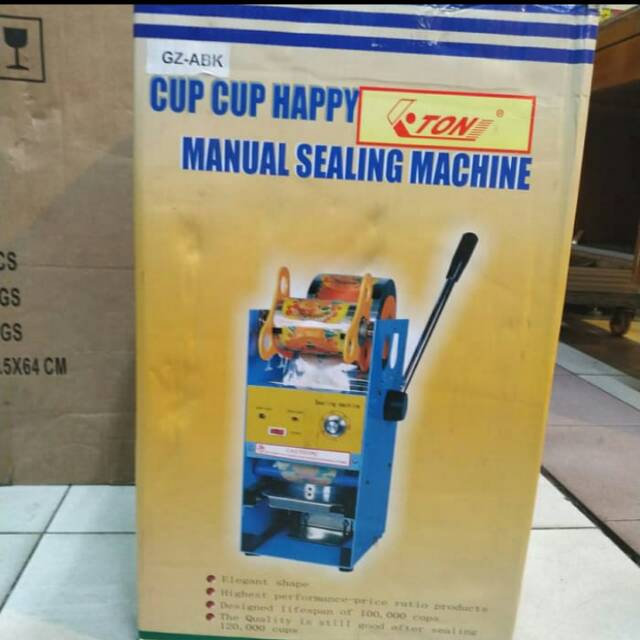 GZ-ABK
CUP CUP HAPPY
TON ®
MANUAL SEALING MACHINE
CS
GS
GS
.5X64 CM
Sealing machine
CAUTION
8
Elegant shape
Highest performance-price ratio products
Designed lifespan of 100,000 cups
The Quality is still good after sealing
120,000 cups